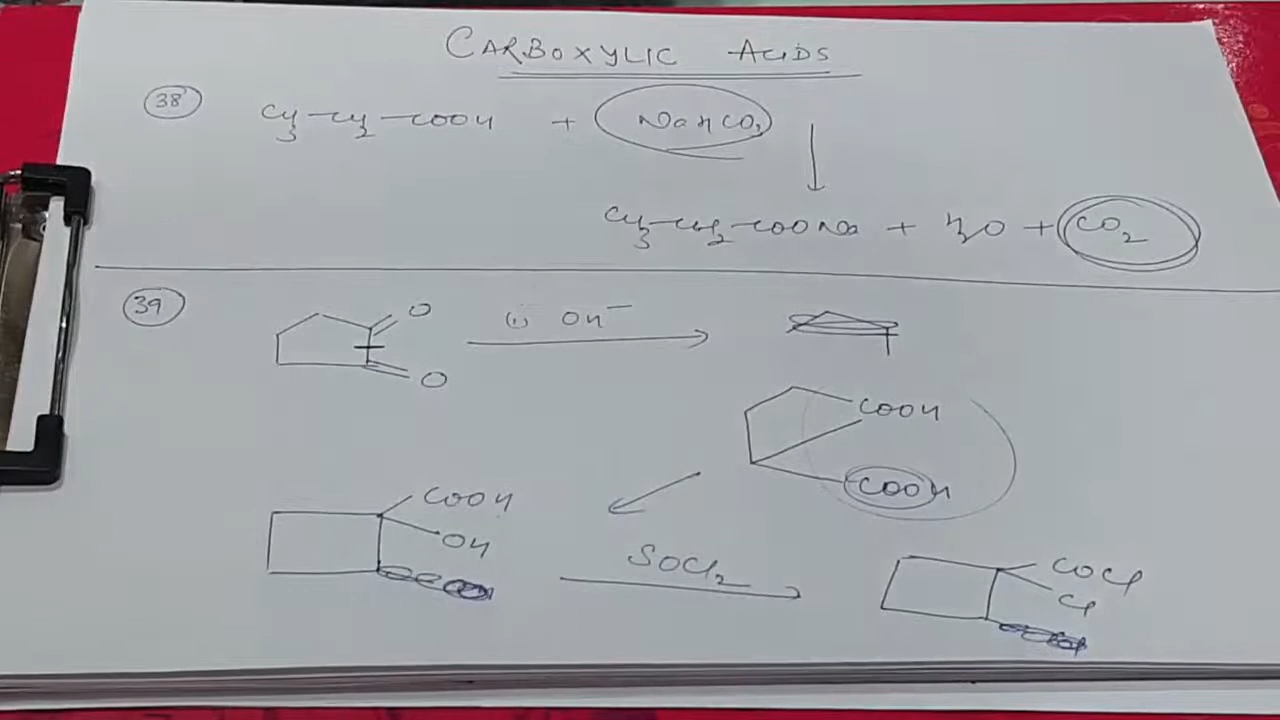 CARBOXYLIC ACIDS
38 CH3-CH2-COOH + NaHCO3
CH3-CH2-COONa + H2O + CO2
39 O (i) OH⁻
O
COOH
COOH
COOH
OH
SOCl2
COCl
Cl